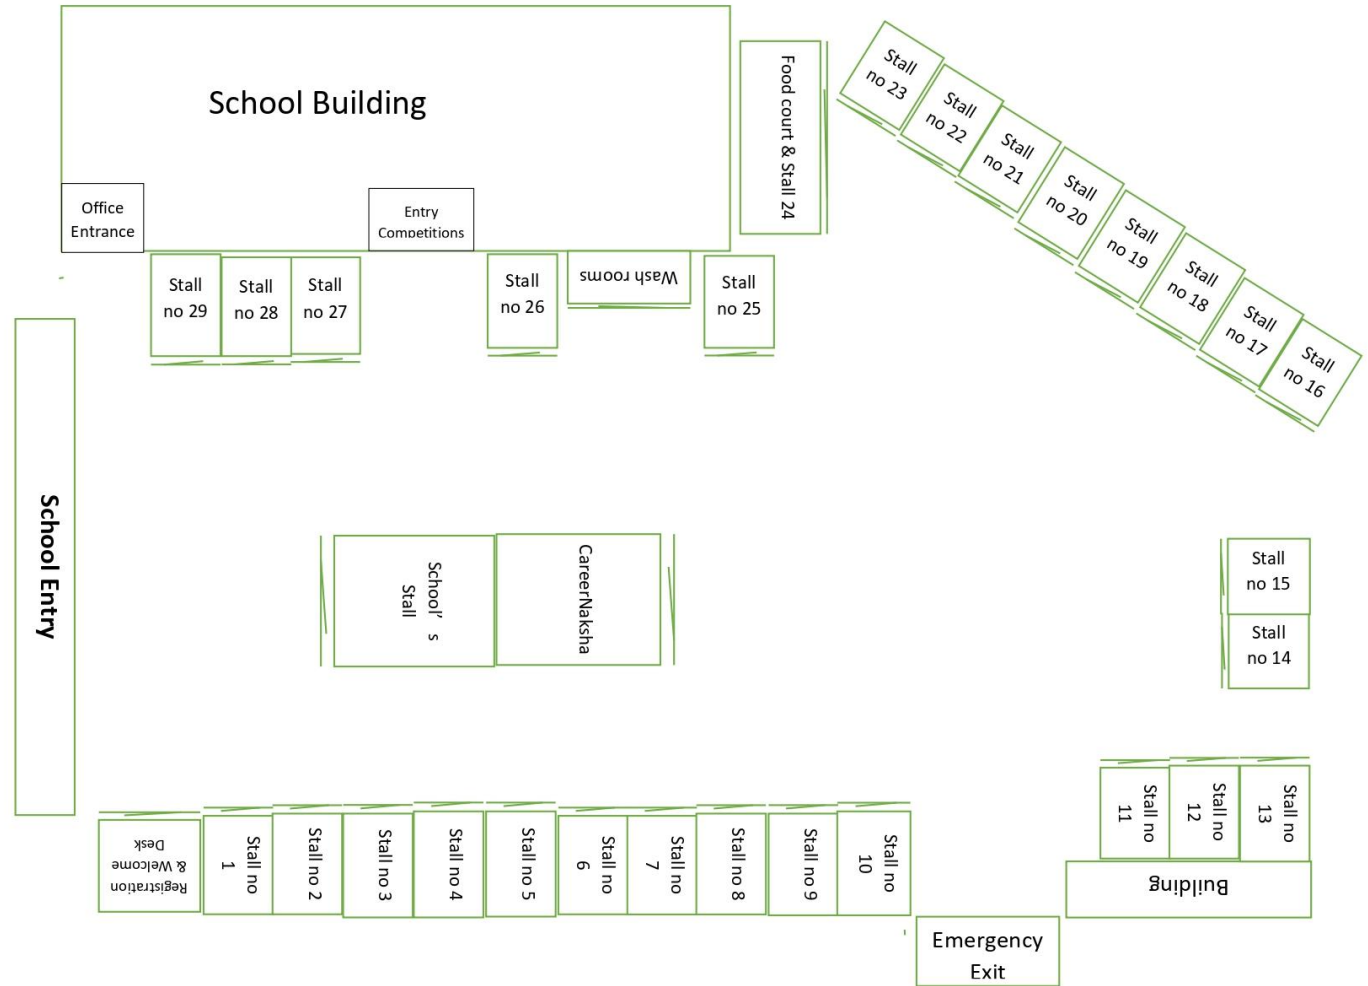 School Building
Food court & Stall 24
Stall
no 23
Stall
no 22
Stall
no 21
Stall
no 20
Stall
no 19
Stall
no 18
Stall
no 17
Stall
no 16
Office
Entrance
Entry
Competitions
Stall
no 29
Stall
no 28
Stall
no 27
Stall
no 26
Wash rooms
Stall
no 25
School Entry
School’ s
Stall
CareerNaksha
Stall
no 15
Stall
no 14
Registration
& Welcome
Desk
Stall no
1
Stall no 2
Stall no 3
Stall no 4
Stall no 5
Stall no
6
Stall no
7
Stall no 8
Stall no 9
Stall no
10
Stall no
11
Stall no
12
Stall no
13
Building
Emergency
Exit